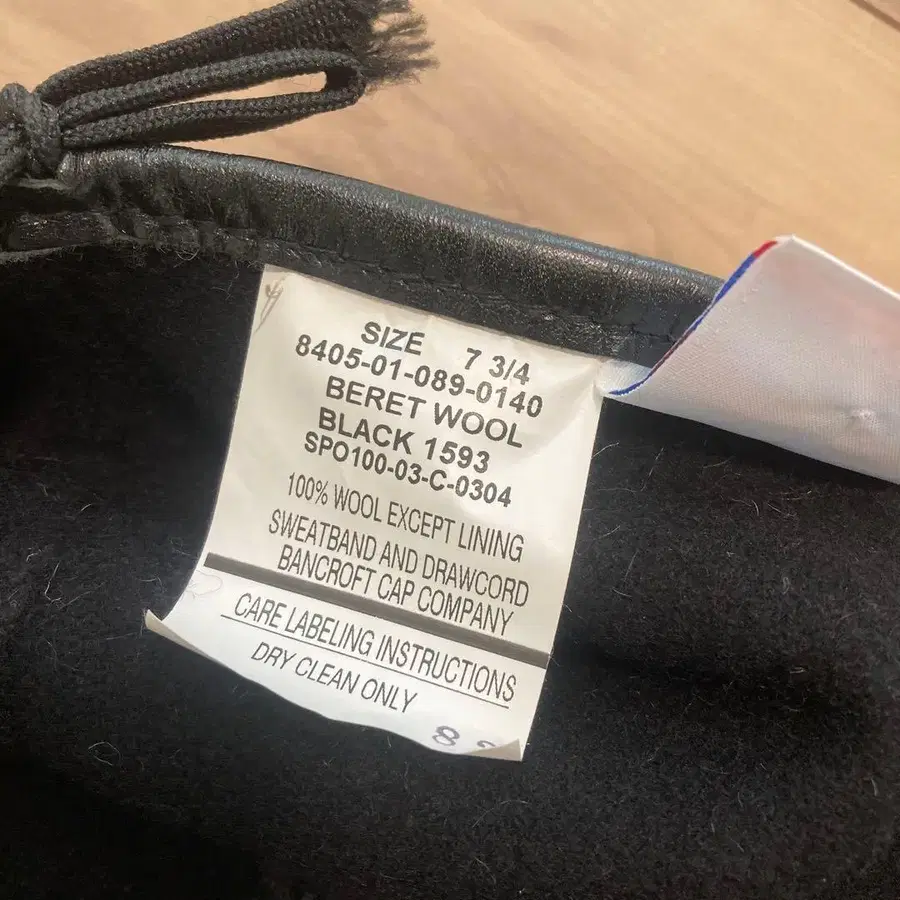 SIZE 7 3/4
8405-01-089-0140
BERET WOOL
BLACK 1593
SPO100-03-C-0304
100% WOOL EXCEPT LINING
SWEATBAND AND DRAWCORD
BANCROFT CAP COMPANY
CARE LABELING INSTRUCTIONS
DRY CLEAN ONLY
8